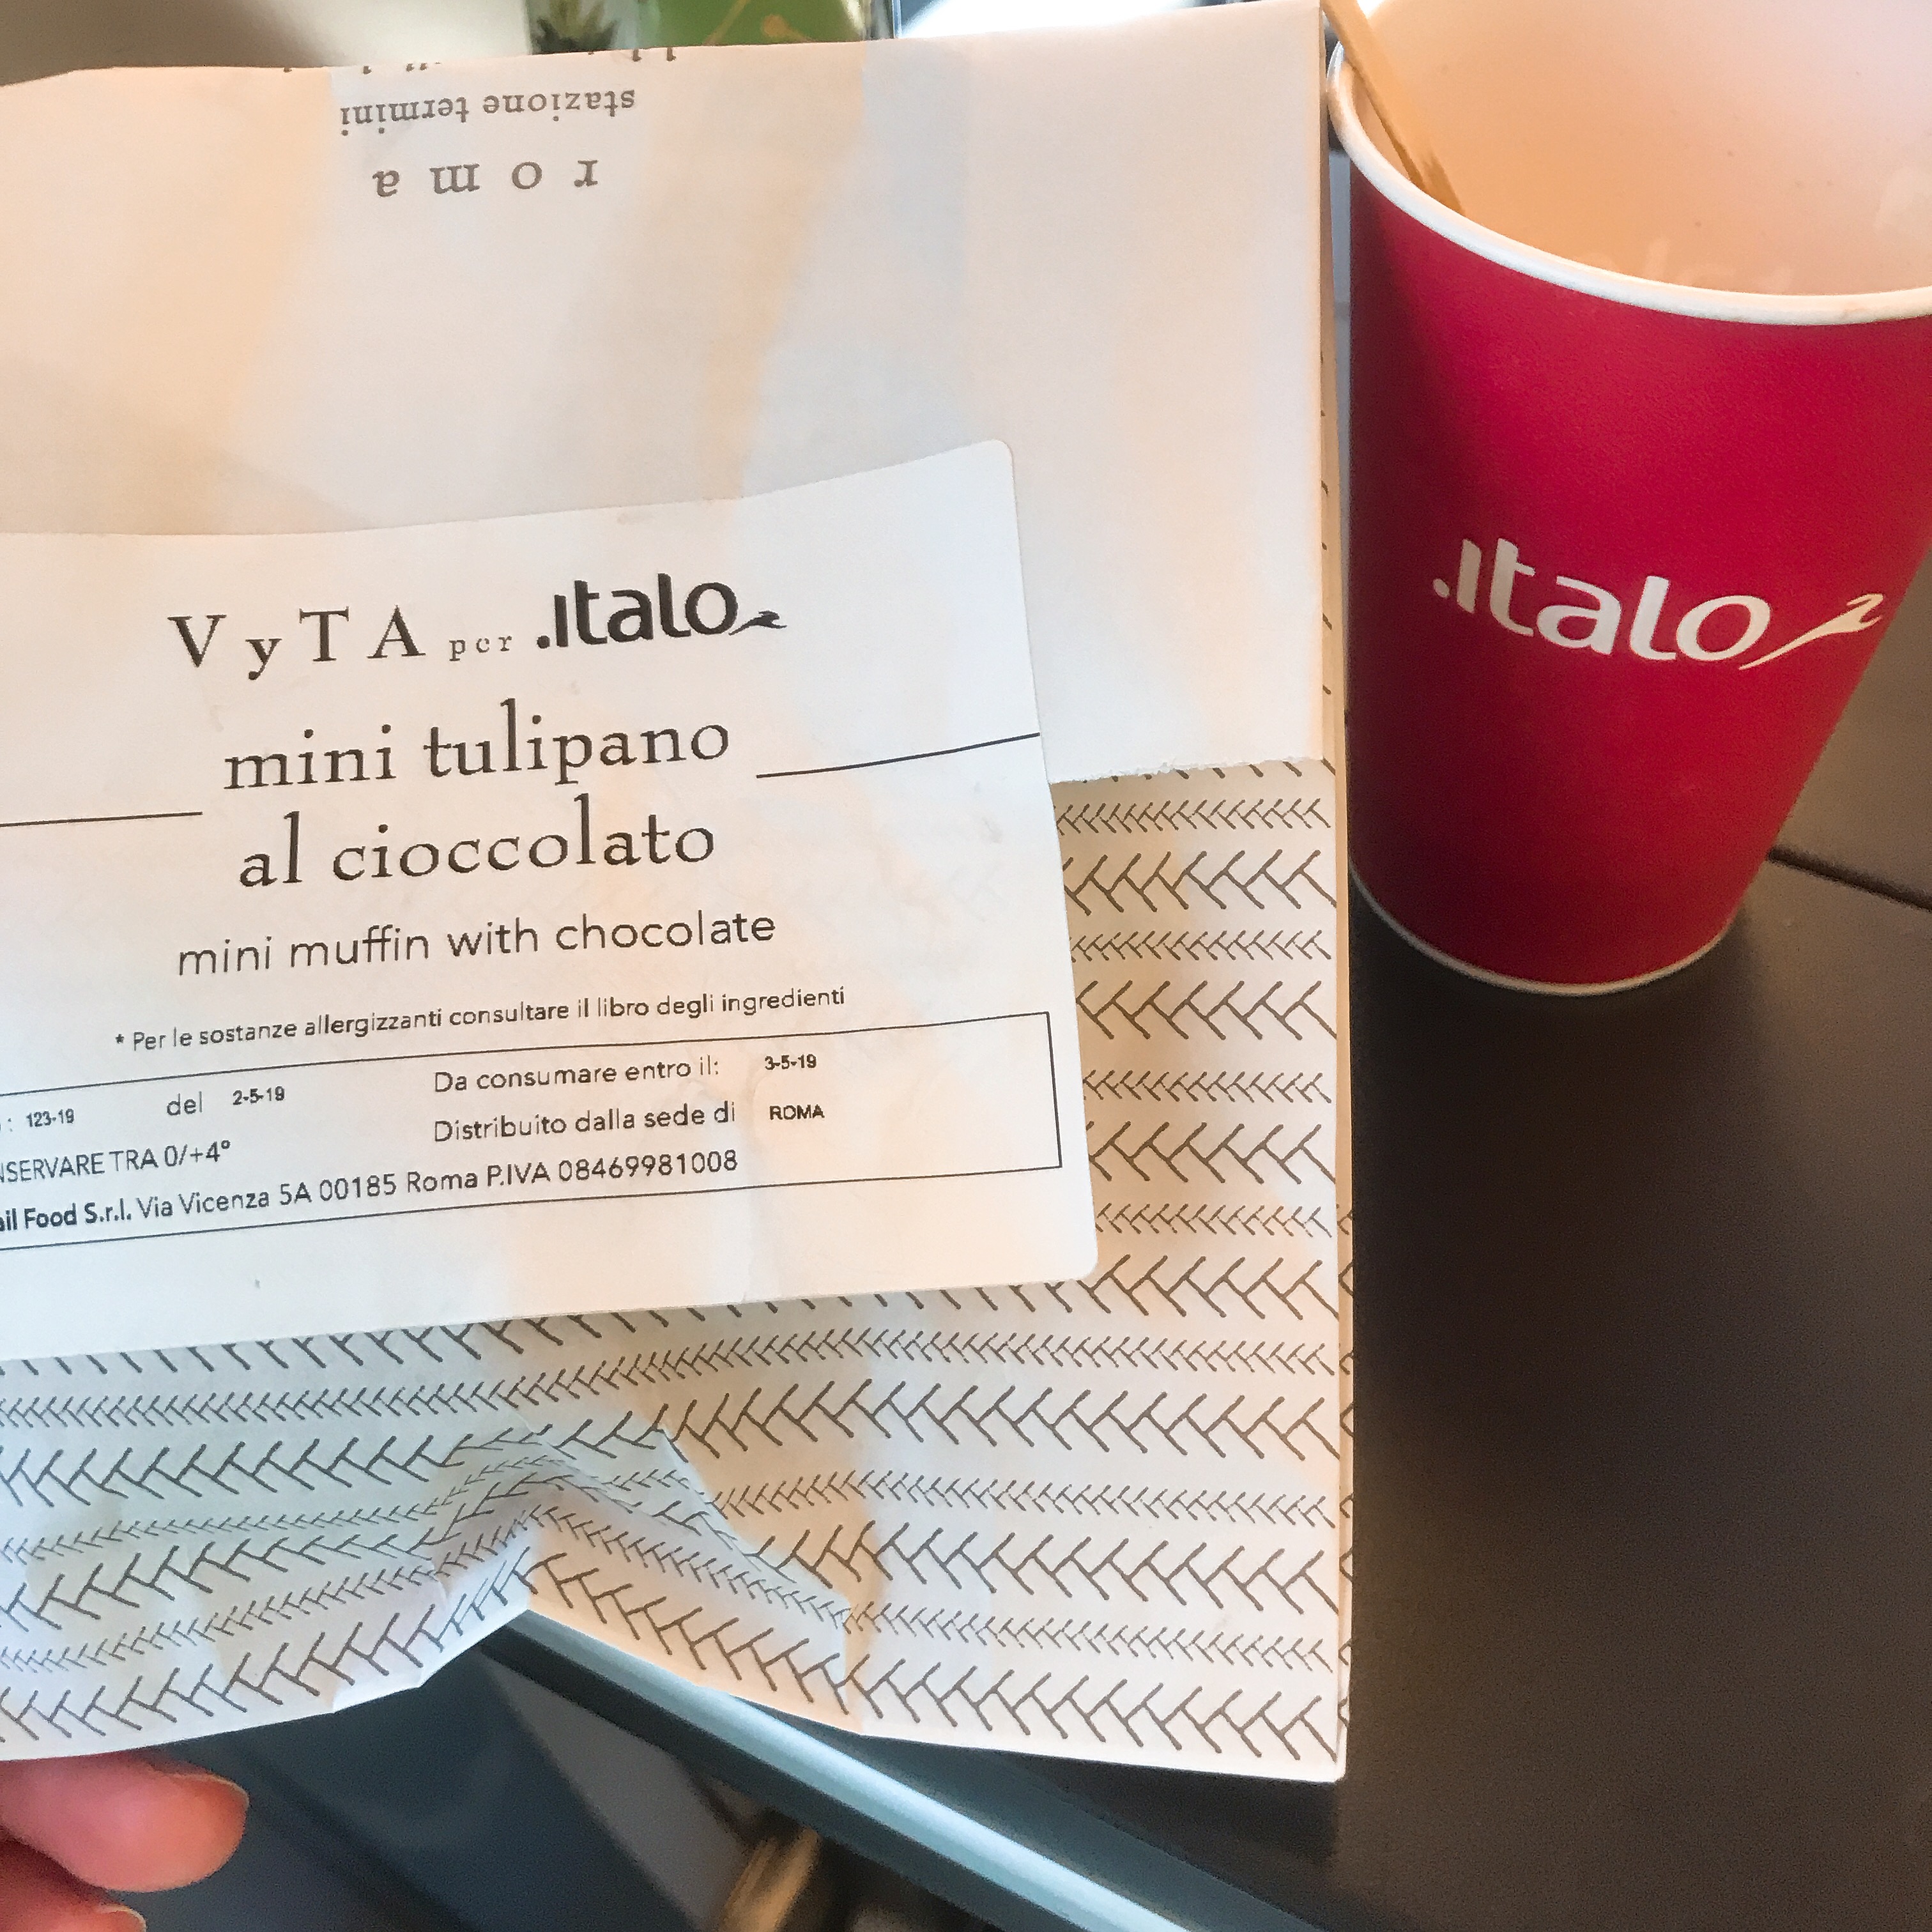 stazione termini
roma
VyTA per .italo
mini tulipano
al cioccolato
mini muffin with chocolate
* Per le sostanze allergizzanti consultare il libro degli ingredienti
: 123-19 del 2-5-19 Da consumare entro il: 3-5-19
NSERVARE TRA 0/+4° Distribuito dalla sede di ROMA
ail Food S.r.l. Via Vicenza 5A 00185 Roma P.IVA 08469981008
.italo